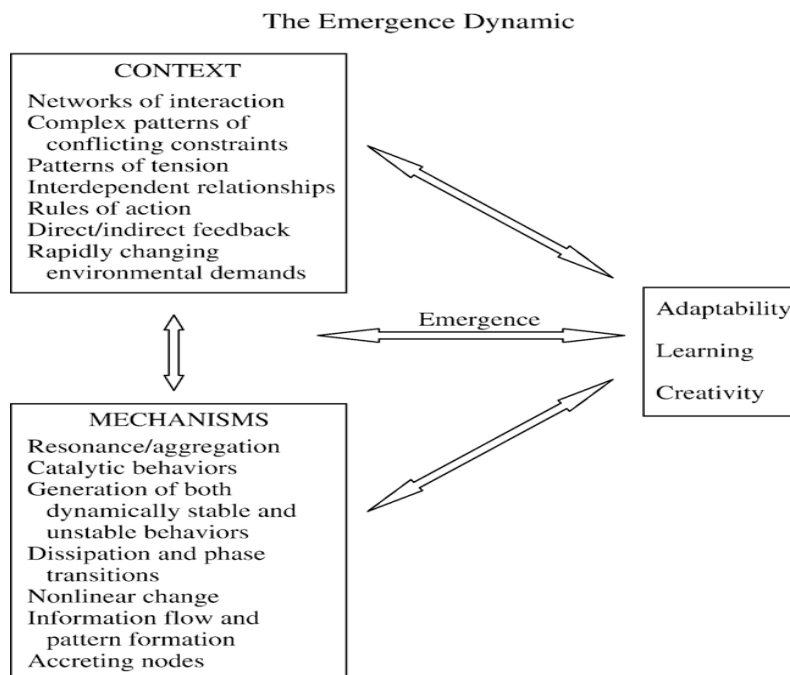 The Emergence Dynamic
CONTEXT
Networks of interaction
Complex patterns of
conflicting constraints
Patterns of tension
Interdependent relationships
Rules of action
Direct/indirect feedback
Rapidly changing
environmental demands
Emergence
Adaptability
Learning
Creativity
MECHANISMS
Resonance/aggregation
Catalytic behaviors
Generation of both
dynamically stable and
unstable behaviors
Dissipation and phase
transitions
Nonlinear change
Information flow and
pattern formation
Accreting nodes